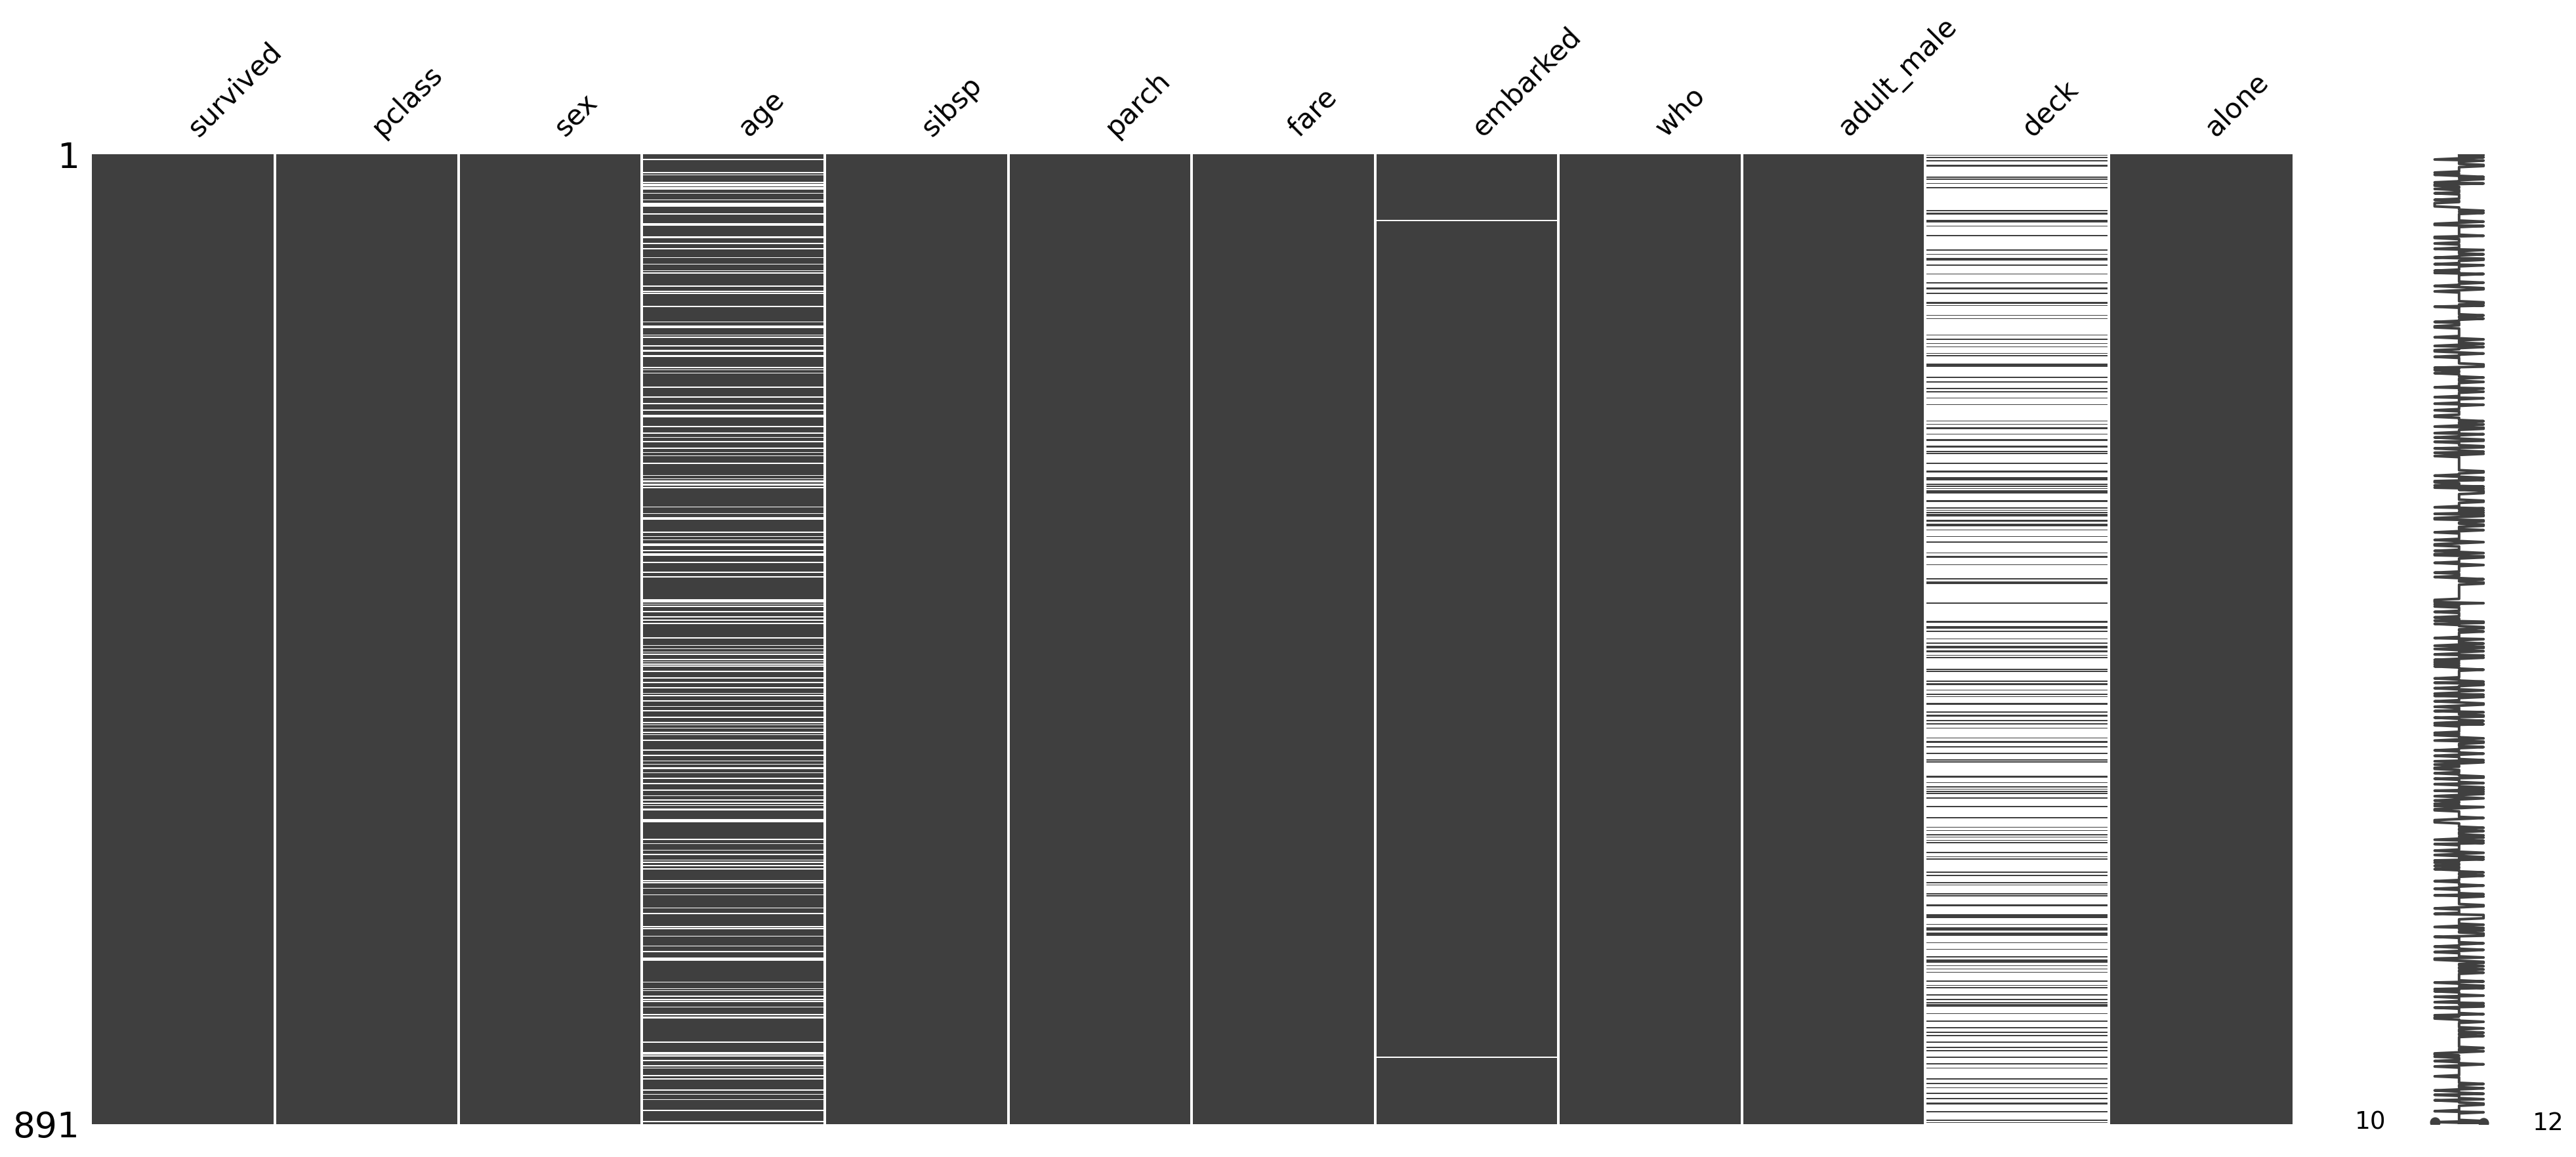 survived
pclass
sex
age
sibsp
parch
fare
embarked
who
adult_male
deck
alone
1
891
10
12